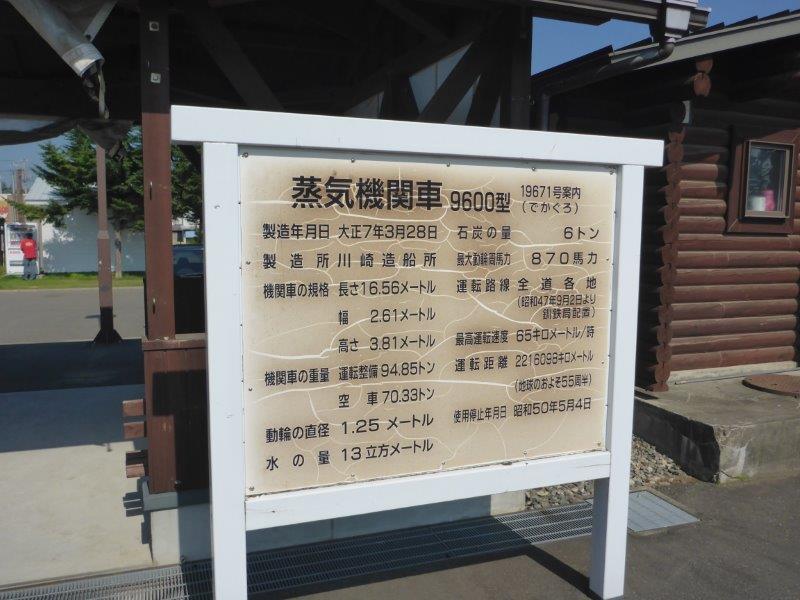 蒸気機関車 9600型 19671号案内
(でかぐろ)
製造年月日 大正7年3月28日
製造所 川崎造船所
機関車の規格 長さ16.56メートル
幅 2.61メートル
高さ 3.81メートル
機関車の重量 運転整備 94.85トン
空車 70.33トン
動輪の直径 1.25メートル
水の量 13立方メートル
石炭の量 6トン
最大動輪周馬力 870馬力
運転路線 全道各地
(昭和47年9月2日より
釧鉄局配置)
最高運転速度 65キロメートル/時
運転距離 2216098キロメートル
(地球のおよそ55周半)
使用停止年月日 昭和50年5月4日